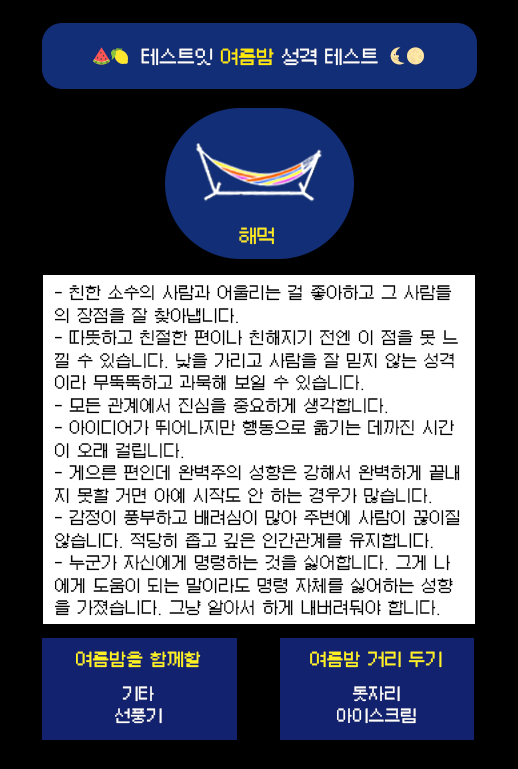 테스트잇 여름밤 성격 테스트
해먹
- 친한 소수의 사람과 어울리는 걸 좋아하고 그 사람들
의 장점을 잘 찾아냅니다.
- 따뜻하고 친절한 편이나 친해지기 전엔 이 점을 못 느
낄 수 있습니다. 낯을 가리고 사람을 잘 믿지 않는 성격
이라 무뚝뚝하고 과묵해 보일 수 있습니다.
- 모든 관계에서 진심을 중요하게 생각합니다.
- 아이디어가 뛰어나지만 행동으로 옮기는 데까진 시간
이 오래 걸립니다.
- 게으른 편인데 완벽주의 성향은 강해서 완벽하게 끝내
지 못할 거면 아예 시작도 안 하는 경우가 많습니다.
- 감정이 풍부하고 배려심이 많아 주변에 사람이 끊이질
않습니다. 적당히 좁고 깊은 인간관계를 유지합니다.
- 누군가 자신에게 명령하는 것을 싫어합니다. 그게 나
에게 도움이 되는 말이라도 명령 자체를 싫어하는 성향
을 가졌습니다. 그냥 알아서 하게 내버려둬야 합니다.
여름밤을 함께할
기타
선풍기
여름밤 거리 두기
돗자리
아이스크림